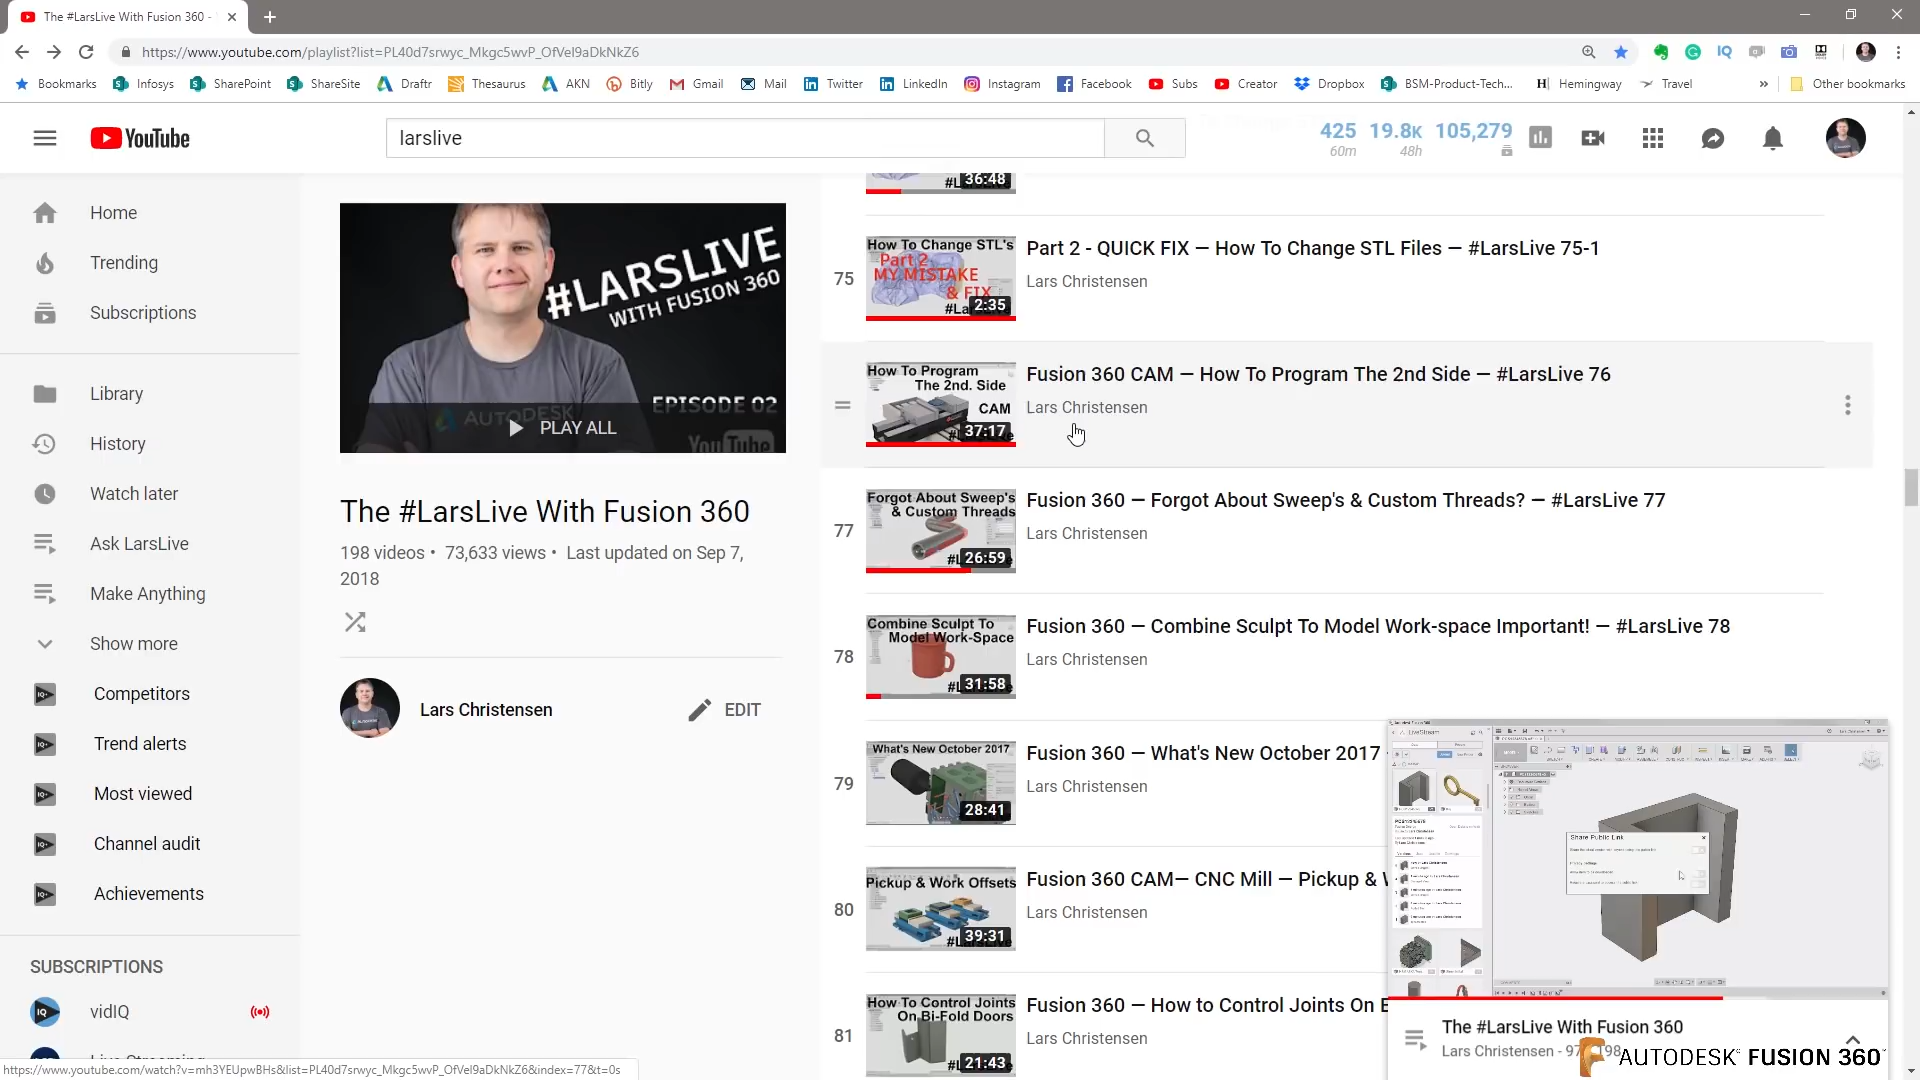 The #LarsLive With Fusion 360 -
https://www.youtube.com/playlist?list=PL40d7srwyc_Mkgc5wvP_OfVel9aDkNkZ6
Bookmarks Infosys SharePoint ShareSite Draftr Thesaurus AKN Bitly Gmail Mail Twitter LinkedIn Instagram Facebook Subs Creator Dropbox BSM-Product-Tech... Hemingway Travel » Other bookmarks
YouTube
larslive
425 19.8K 105,279
60m 48h
Home
Trending
Subscriptions
Library
History
Watch later
Ask LarsLive
Make Anything
Show more
Competitors
Trend alerts
Most viewed
Channel audit
Achievements
SUBSCRIPTIONS
vidIQ
#LARSLIVE
WITH FUSION 360
AUTODESK
EPISODE 02
PLAY ALL
YouTube
The #LarsLive With Fusion 360
198 videos • 73,633 views • Last updated on Sep 7,
2018
Lars Christensen
EDIT
36:48
75
How To Change STL's
Part 2
MY MISTAKE
& FIX
2:35
Part 2 - QUICK FIX — How To Change STL Files — #LarsLive 75-1
Lars Christensen
How To Program
The 2nd. Side
CAM
37:17
Fusion 360 CAM — How To Program The 2nd Side — #LarsLive 76
Lars Christensen
77
Forgot About Sweep's
& Custom Threads
26:59
Fusion 360 — Forgot About Sweep's & Custom Threads? — #LarsLive 77
Lars Christensen
78
Combine Sculpt To
Model Work-Space
31:58
Fusion 360 — Combine Sculpt To Model Work-space Important! — #LarsLive 78
Lars Christensen
79
What's New October 2017
28:41
Fusion 360 — What's New October 2017
Lars Christensen
80
Pickup & Work Offsets
39:31
Fusion 360 CAM— CNC Mill — Pickup &
Lars Christensen
81
How To Control Joints
On Bi-Fold Doors
21:43
Fusion 360 — How to Control Joints On
Lars Christensen
LiveStream
Share Public Link
The #LarsLive With Fusion 360
Lars Christensen - 97 198
AUTODESK FUSION 360
https://www.youtube.com/watch?v=mh3YEUpwBHs&list=PL40d7srwyc_Mkgc5wvP_OfVel9aDkNkZ6&index=77&t=0s